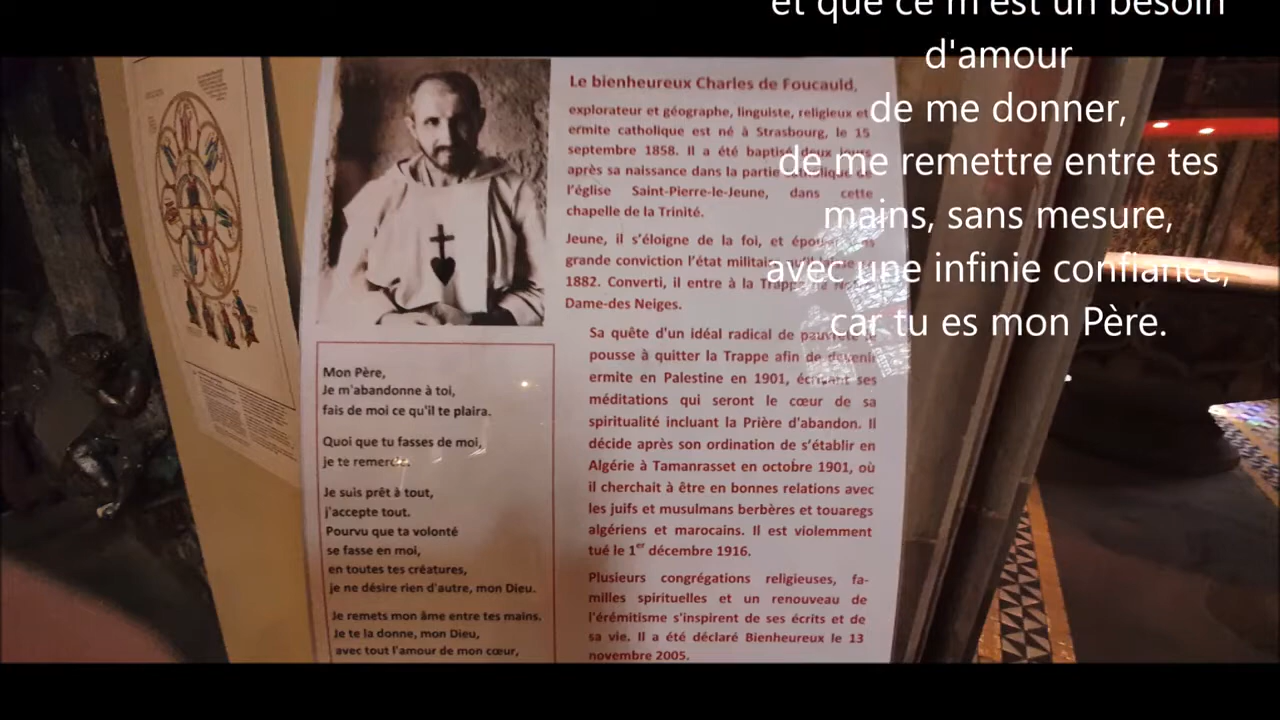 Le bienheureux Charles de Foucauld,
explorateur et géographe, linguiste, religieux et
ermite catholique est né à Strasbourg, le 15
septembre 1858. Il a été baptisé deux jours
après sa naissance dans la partie catholique de
l'église Saint-Pierre-le-Jeune, dans cette
chapelle de la Trinité.
Jeune, il s'éloigne de la foi, et
grande conviction l'état
1882. Converti, il entre à la Trappe de
Dame-des Neiges.
Sa quête d'un idéal radical de pauvreté le
pousse à quitter la Trappe afin de devenir
ermite en Palestine en 1901, écrivant ses
méditations qui seront le cœur de sa
spiritualité incluant la Prière d'abandon. Il
décide après son ordination de s'établir en
Algérie à Tamanrasset en octobre 1901, où
il cherchait à être en bonnes relations avec
les juifs et musulmans berbères et touaregs
algériens et marocains. Il est violemment
tué le 1er décembre 1916.
Plusieurs congrégations religieuses, fa-
milles spirituelles et un renouveau de
l'érémitisme s'inspirent de ses écrits et de
sa vie. Il a été déclaré Bienheureux le 13
novembre 2005.
Mon Père,
Je m'abandonne à toi,
fais de moi ce qu'il te plaira.
Quoi que tu fasses de moi,
je te remercie.
Je suis prêt à tout,
j'accepte tout.
Pourvu que ta volonté
se fasse en moi,
en toutes tes créatures,
je ne désire rien d'autre, mon Dieu.
Je remets mon âme entre tes mains.
Je te la donne, mon Dieu,
avec tout l'amour de mon cœur,
et que ce m'est un besoin
d'amour
de me donner,
de me remettre entre tes
mains, sans mesure,
avec une infinie confiance,
car tu es mon Père.